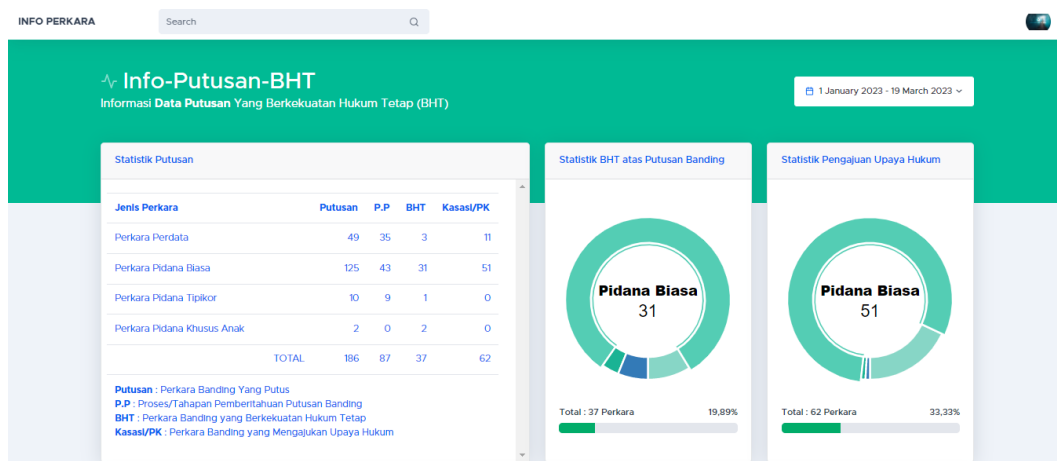 INFO PERKARA
Search
Info-Putusan-BHT
Informasi Data Putusan Yang Berkekuatan Hukum Tetap (BHT)
1 January 2023 - 19 March 2023
Statistik Putusan
Jenis Perkara Putusan P.P BHT Kasasi/PK
Perkara Perdata 49 35 3 11
Perkara Pidana Biasa 125 43 31 51
Perkara Pidana Tipikor 10 9 1 0
Perkara Pidana Khusus Anak 2 0 2 0
TOTAL 186 87 37 62
Putusan : Perkara Banding Yang Putus
P.P : Proses/Tahapan Pemberitahuan Putusan Banding
BHT : Perkara Banding yang Berkekuatan Hukum Tetap
Kasasi/PK : Perkara Banding yang Mengajukan Upaya Hukum
Statistik BHT atas Putusan Banding
Pidana Biasa
31
Total : 37 Perkara 19,89%
Statistik Pengajuan Upaya Hukum
Pidana Biasa
51
Total : 62 Perkara 33,33%